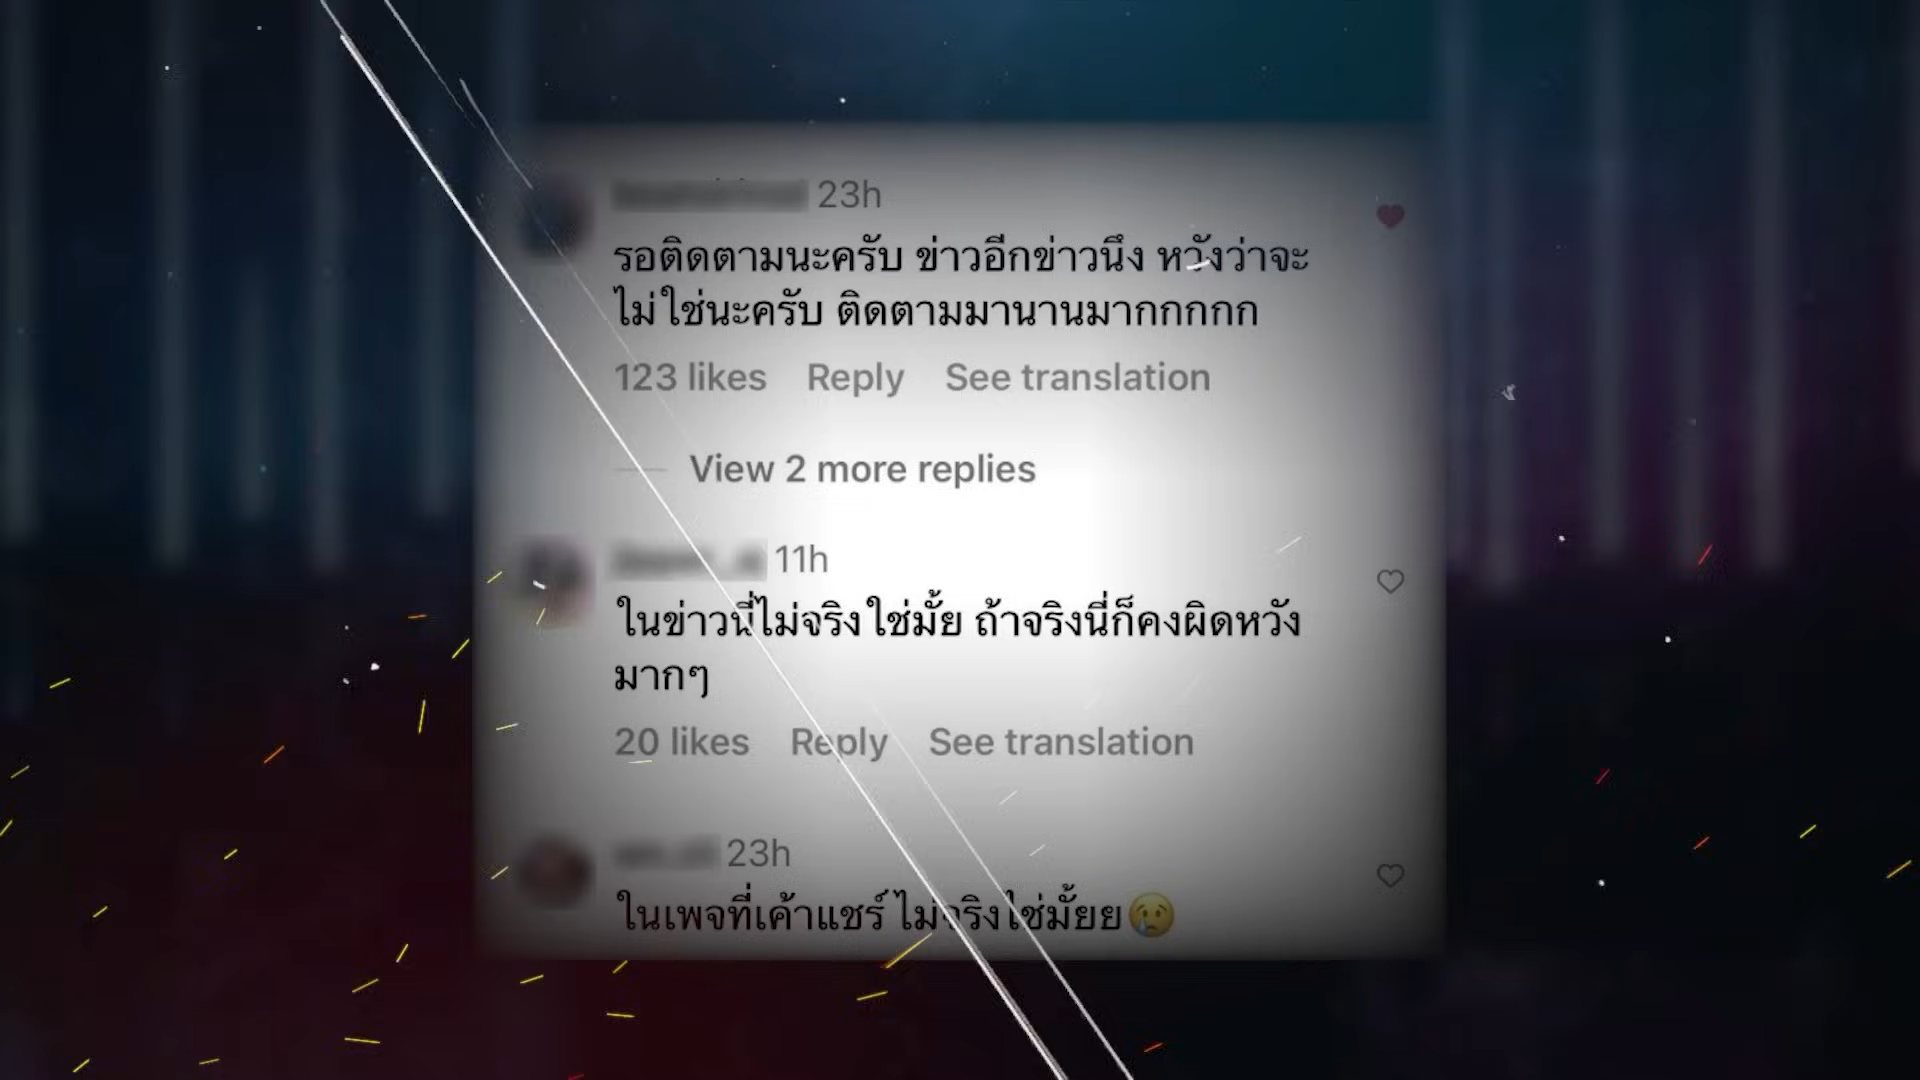 23h
รอติดตามนะครับ ข่าวอีกข่าวนึง หวังว่าจะ
ไม่ใช่นะครับ ติดตามมานานมากกกกก
123 likes Reply See translation
View 2 more replies
11h
ในข่าวนี้ไม่จริงใช่มั้ย ถ้าจริงนี่ก็คงผิดหวัง
มากๆ
20 likes Reply See translation
23h
ในเพจที่เค้าแชร์ ไม่จริงใช่มั้ยย😢